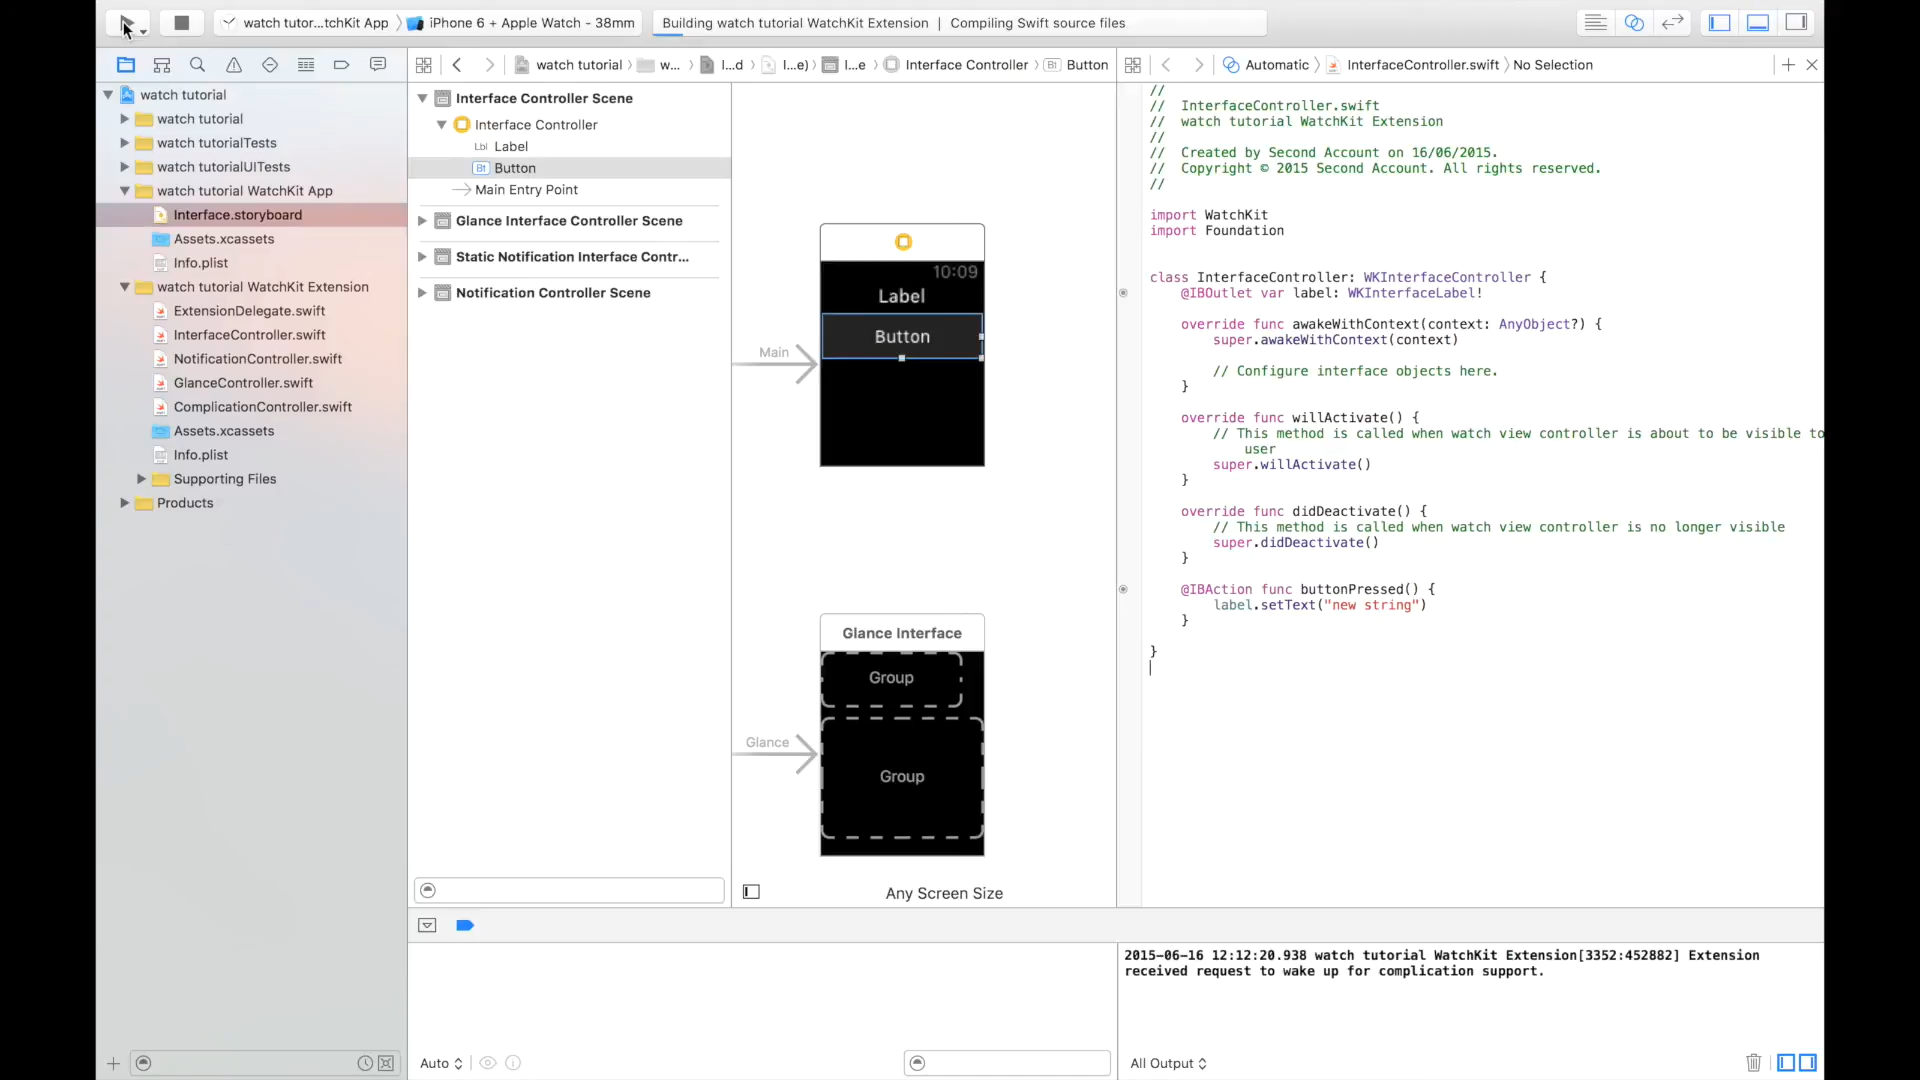 watch tutor...tchKit App
iPhone 6 + Apple Watch - 38mm
Building watch tutorial WatchKit Extension | Compiling Swift source files
watch tutorial
w...
I...d
I...e)
I...e
Interface Controller
Button
Automatic
InterfaceController.swift
No Selection
watch tutorial
watch tutorial
watch tutorialTests
watch tutorialUITests
watch tutorial WatchKit App
Interface.storyboard
Assets.xcassets
Info.plist
watch tutorial WatchKit Extension
ExtensionDelegate.swift
InterfaceController.swift
NotificationController.swift
GlanceController.swift
ComplicationController.swift
Assets.xcassets
Info.plist
Supporting Files
Products
Interface Controller Scene
Interface Controller
Lbl Label
Bt Button
Main Entry Point
Glance Interface Controller Scene
Static Notification Interface Contr...
Notification Controller Scene
10:09
Label
Button
Main
Glance Interface
Group
Glance
Group
Any Screen Size
//
// InterfaceController.swift
// watch tutorial WatchKit Extension
//
// Created by Second Account on 16/06/2015.
// Copyright © 2015 Second Account. All rights reserved.
//
import WatchKit
import Foundation
class InterfaceController: WKInterfaceController {
@IBOutlet var label: WKInterfaceLabel!
override func awakeWithContext(context: AnyObject?) {
super.awakeWithContext(context)
// Configure interface objects here.
}
override func willActivate() {
// This method is called when watch view controller is about to be visible to
user
super.willActivate()
}
override func didDeactivate() {
// This method is called when watch view controller is no longer visible
super.didDeactivate()
}
@IBAction func buttonPressed() {
label.setText("new string")
}
}
2015-06-16 12:12:20.938 watch tutorial WatchKit Extension[3352:452882] Extension
received request to wake up for complication support.
Auto
All Output